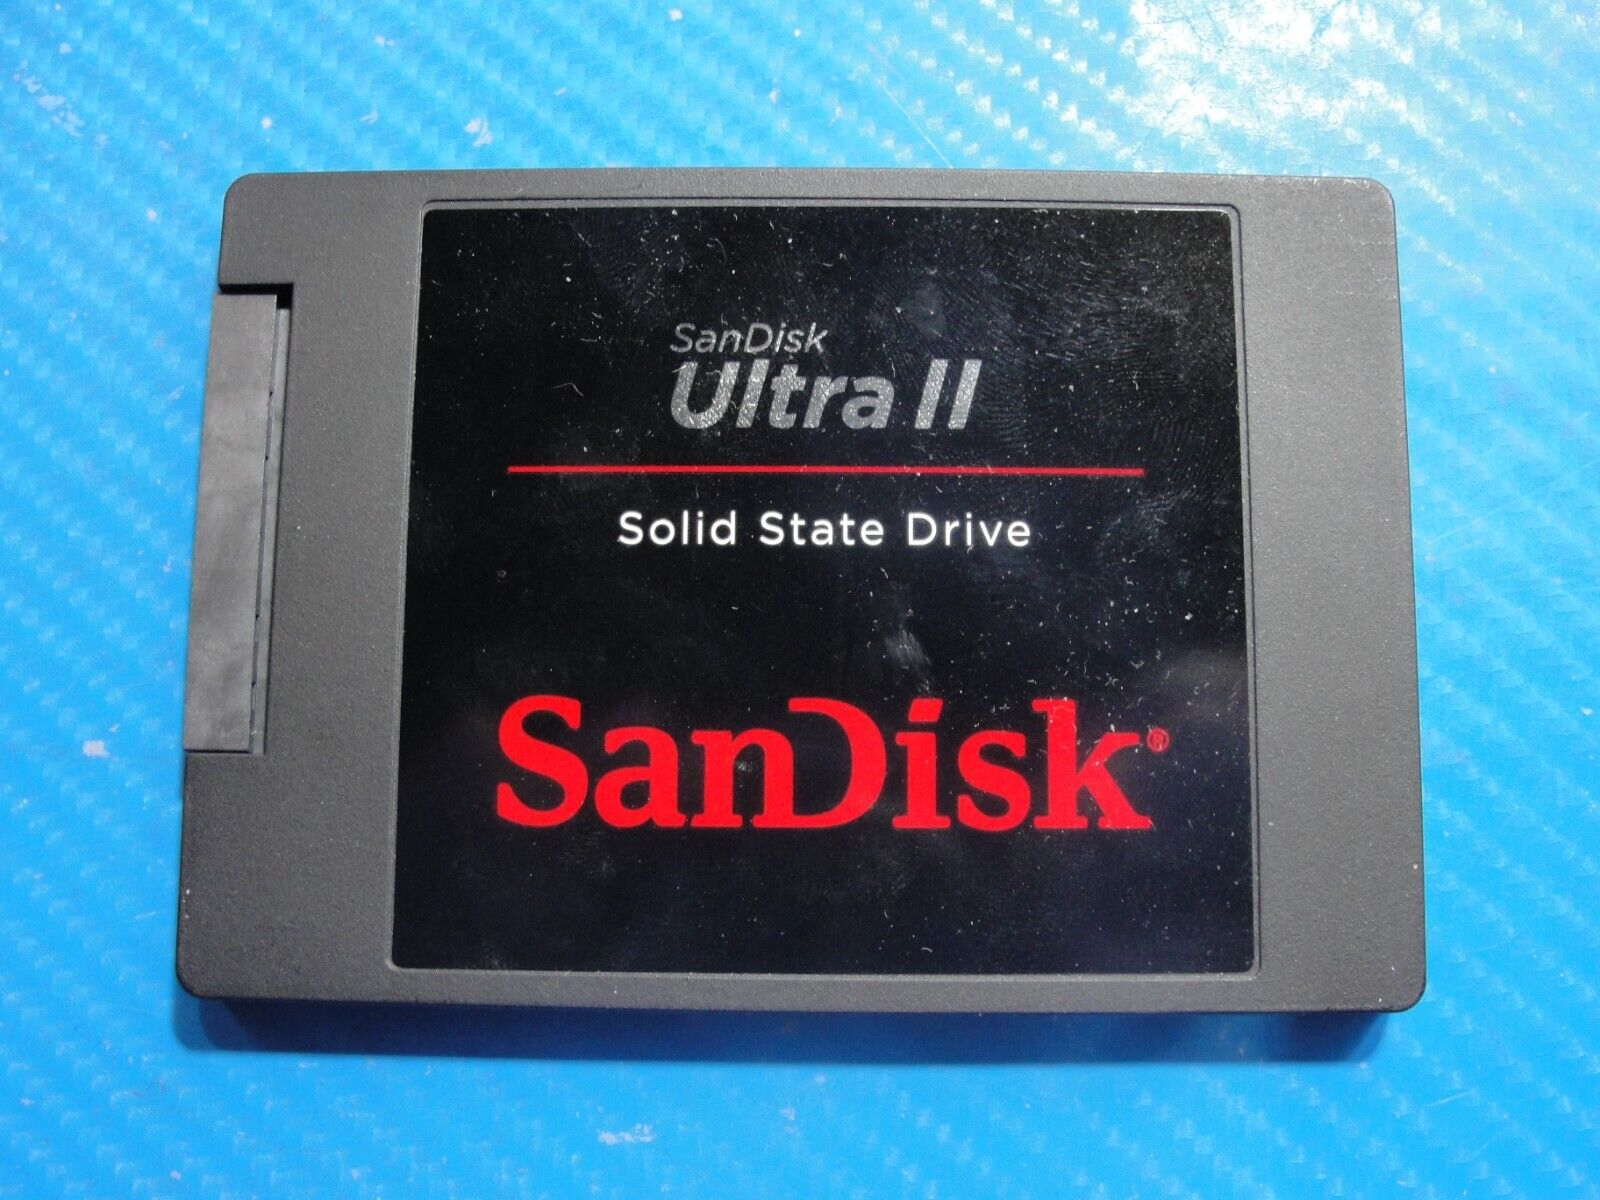 SanDisk
Ultra II
Solid State Drive
SanDisk®